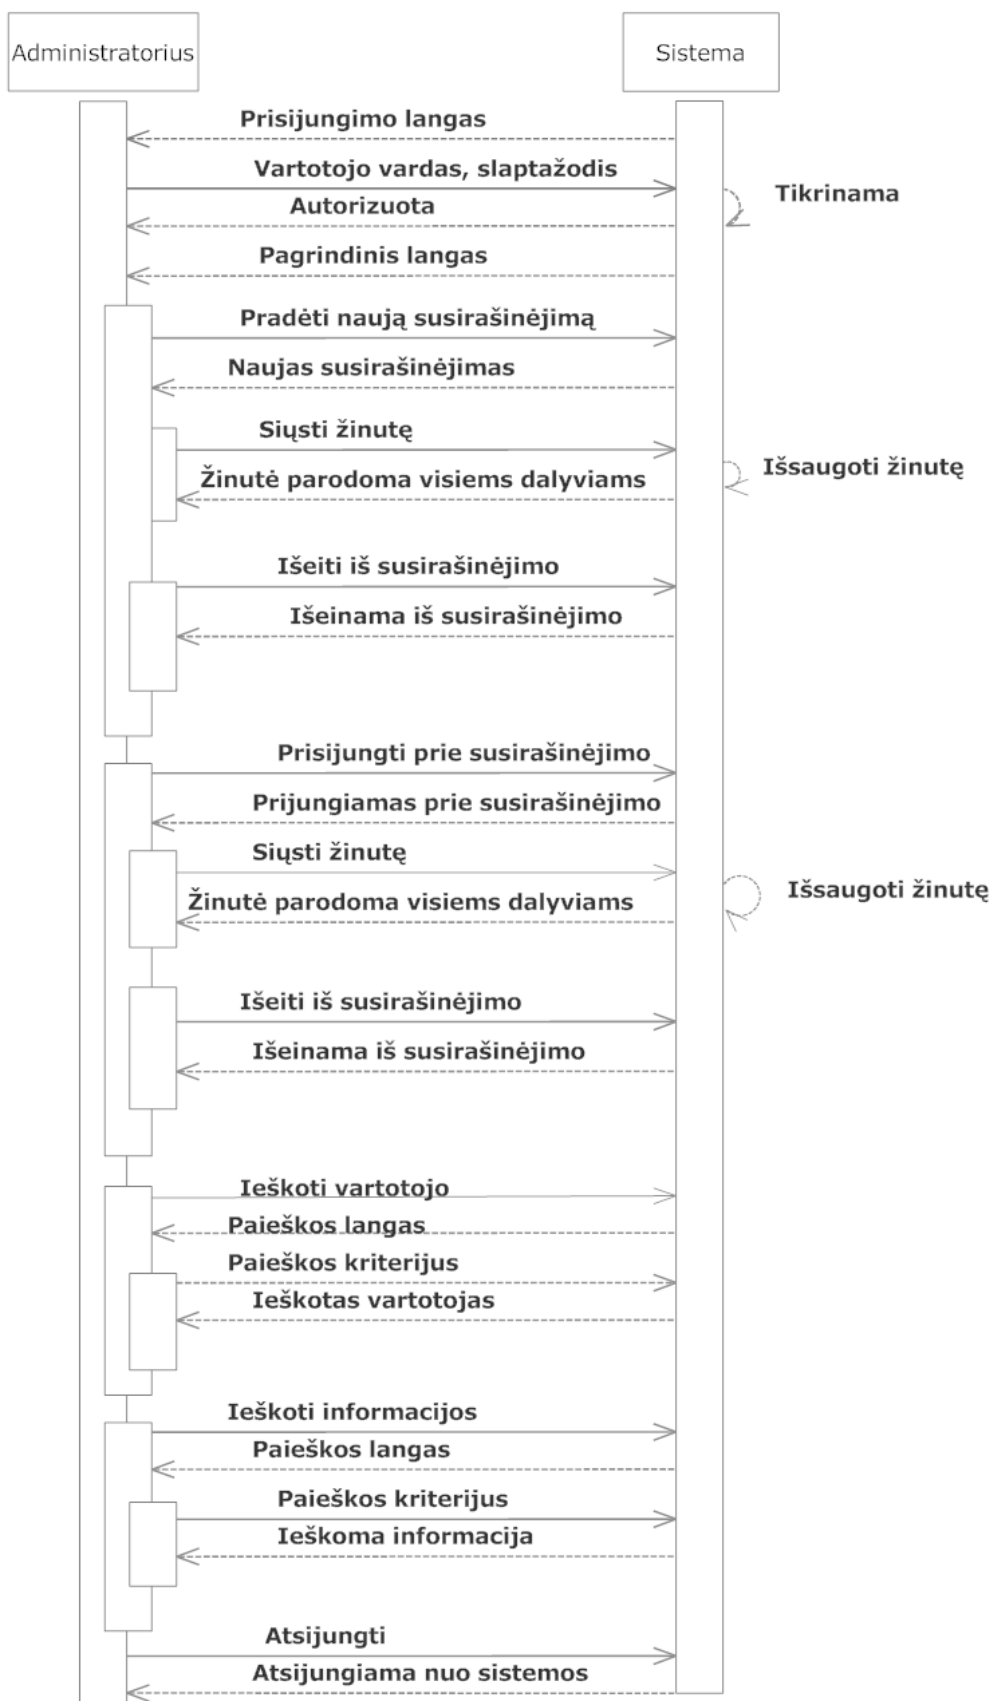 Administratorius
Sistema
Prisijungimo langas
Vartotojo vardas, slaptažodis
Tikrinama
Autorizuota
Pagrindinis langas
Pradėti naują susirašinėjimą
Naujas susirašinėjimas
Siųsti žinutę
Išsaugoti žinutę
Žinutė parodoma visiems dalyviams
Išeiti iš susirašinėjimo
Išeinama iš susirašinėjimo
Prisijungti prie susirašinėjimo
Prijungiamas prie susirašinėjimo
Siųsti žinutę
Išsaugoti žinutę
Žinutė parodoma visiems dalyviams
Išeiti iš susirašinėjimo
Išeinama iš susirašinėjimo
Ieškoti vartotojo
Paieškos langas
Paieškos kriterijus
Ieškotas vartotojas
Ieškoti informacijos
Paieškos langas
Paieškos kriterijus
Ieškoma informacija
Atsijungti
Atsijungiama nuo sistemos